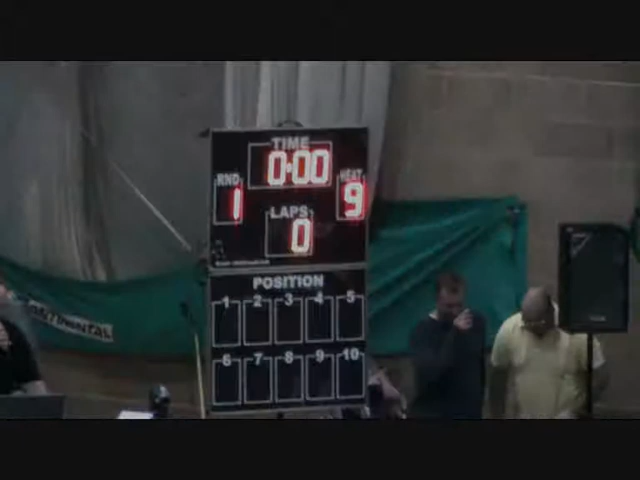 TIME
0:00
RND
HEAT
1
9
LAPS
0
POSITION
1 2 3 4 5
6 7 8 9 10
CONTINENTAL